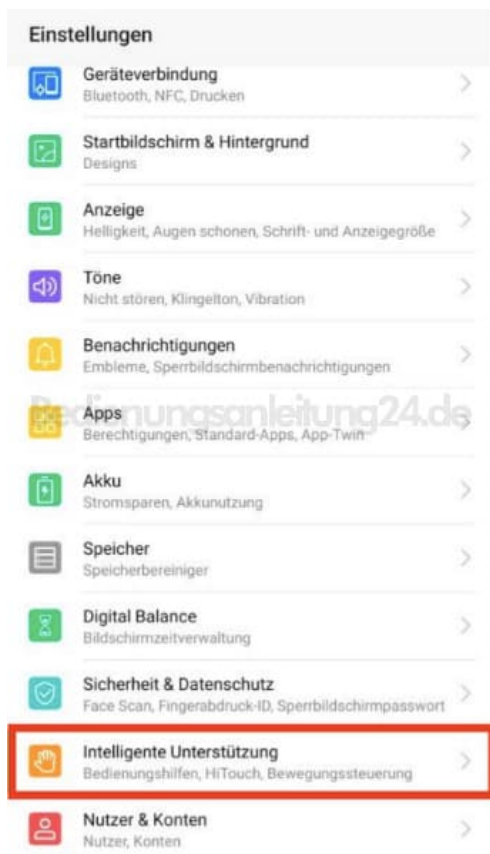 Einstellungen
Geräteverbindung
Bluetooth, NFC, Drucken
Startbildschirm & Hintergrund
Designs
Anzeige
Helligkeit, Augen schonen, Schrift- und Anzeigegröße
Töne
Nicht stören, Klingelton, Vibration
Benachrichtigungen
Embleme, Sperrbildschirmbenachrichtigungen
Bedienungsanleitung24.de
Apps
Berechtigungen, Standard-Apps, App-Twin
Akku
Stromsparen, Akkunutzung
Speicher
Speicherbereiniger
Digital Balance
Bildschirmzeitverwaltung
Sicherheit & Datenschutz
Face Scan, Fingerabdruck-ID, Sperrbildschirmpasswort
Intelligente Unterstützung
Bedienungshilfen, HiTouch, Bewegungssteuerung
Nutzer & Konten
Nutzer, Konten